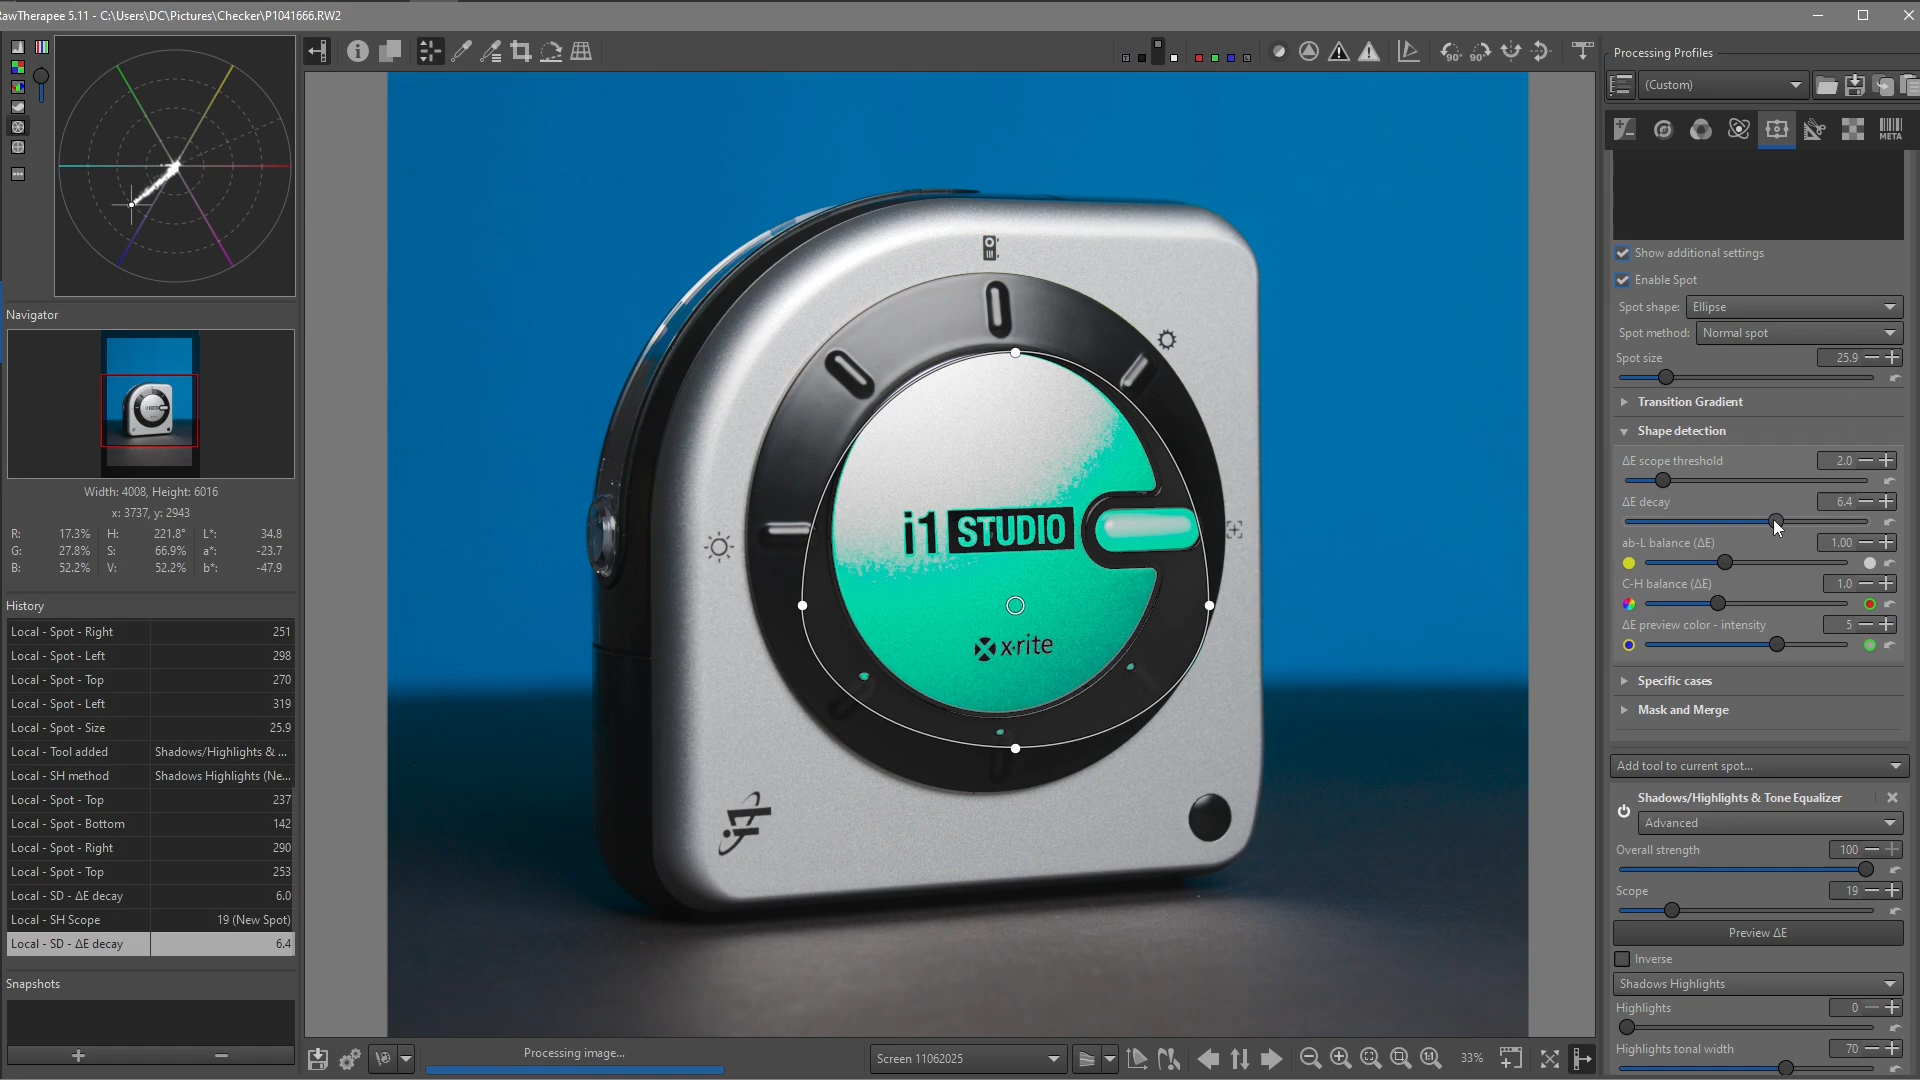 RawTherapee 5.11 - C:\Users\DC\Pictures\Checker\P1041666.RW2
Processing Profiles
(Custom)
META
Show additional settings
Enable Spot
Spot shape: Ellipse
Spot method: Normal spot
Spot size 25.9
Transition Gradient
Shape detection
ΔE scope threshold 2.0
ΔE decay 6.4
ab-L balance (ΔE) 1.00
C-H balance (ΔE) 1.0
ΔE preview color - intensity 5
Specific cases
Mask and Merge
Add tool to current spot...
Shadows/Highlights & Tone Equalizer
Advanced
Overall strength 100
Scope 19
Preview ΔE
Inverse
Shadows Highlights
Highlights 0
Highlights tonal width 70
Navigator
Width: 4008, Height: 6016
x: 3737, y: 2943
R: 17.3% H: 221.8° L*: 34.8
G: 27.8% S: 66.9% a*: -23.7
B: 52.2% V: 52.2% b*: -47.9
History
Local - Spot - Right 251
Local - Spot - Left 298
Local - Spot - Top 270
Local - Spot - Left 319
Local - Spot - Size 25.9
Local - Tool added Shadows/Highlights & ...
Local - SH method Shadows Highlights (Ne...
Local - Spot - Top 237
Local - Spot - Bottom 142
Local - Spot - Right 290
Local - Spot - Top 253
Local - SD - ΔE decay 6.0
Local - SH Scope 19 (New Spot)
Local - SD - ΔE decay 6.4
Snapshots
i1 STUDIO
x·rite
Processing image...
Screen 11062025
1:1
33%
90° 90°